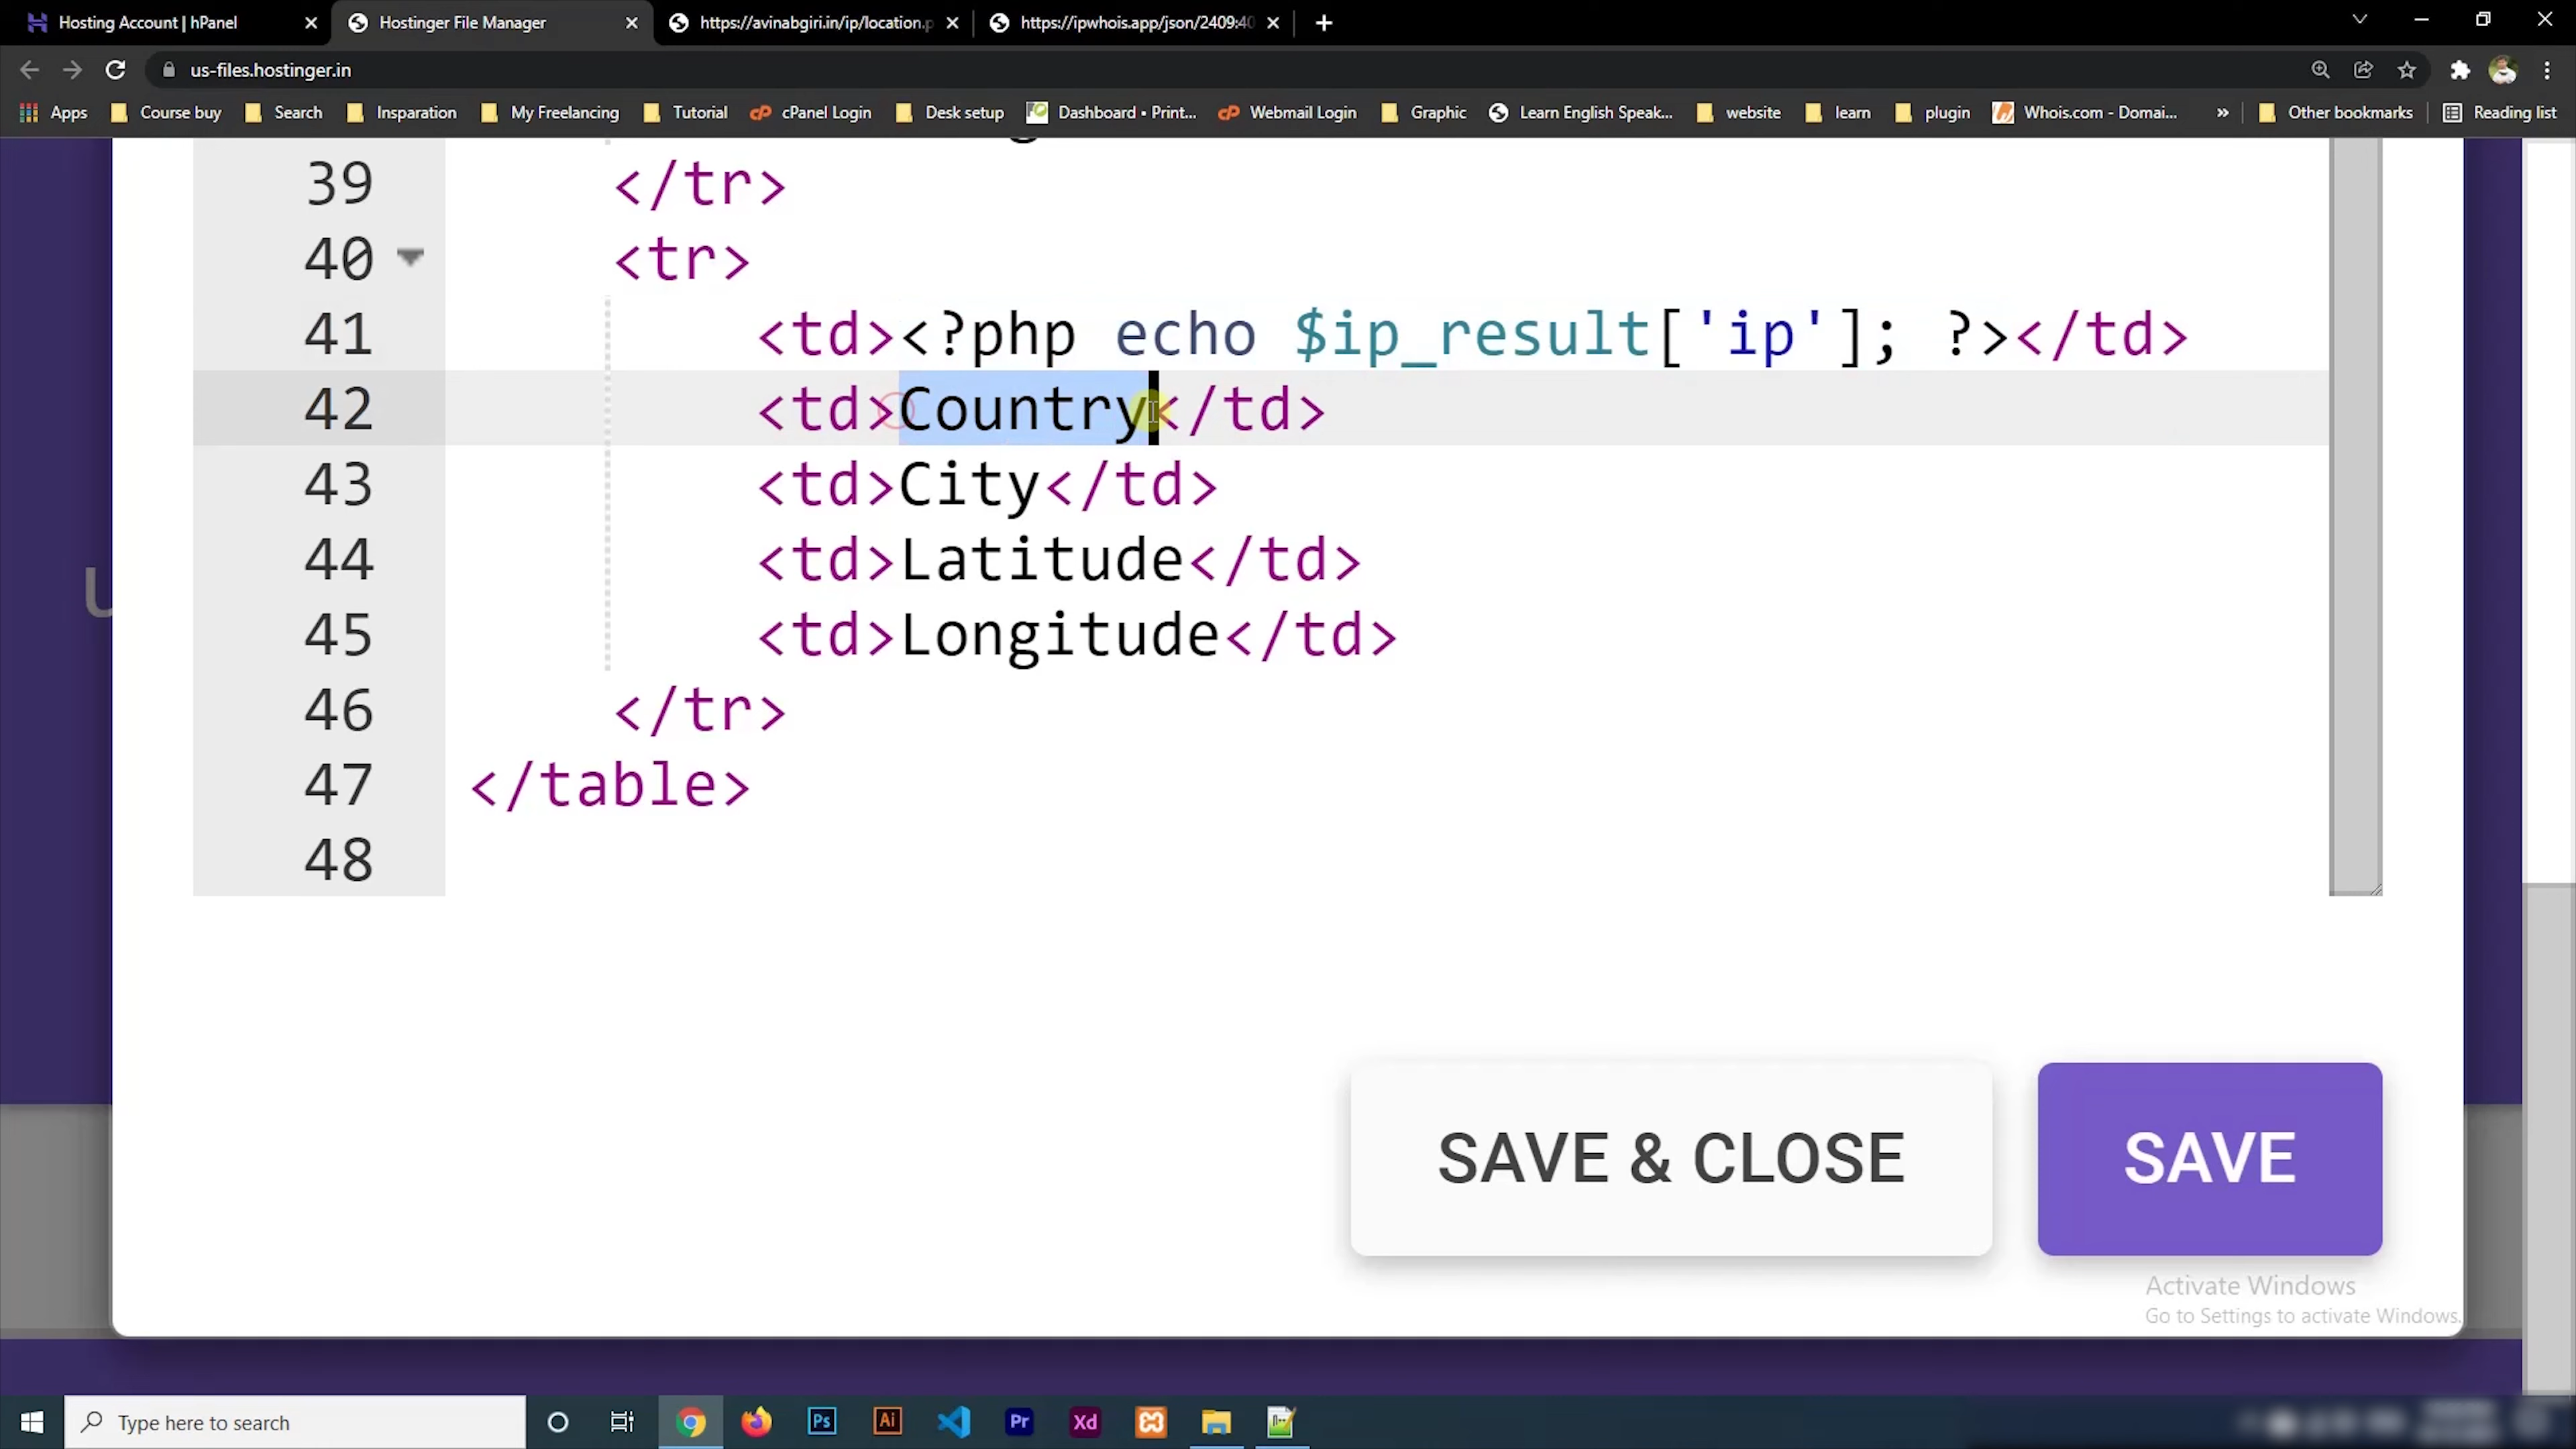 Hosting Account | hPanel
Hostinger File Manager
https://avinabgiri.in/ip/location.p
https://ipwhois.app/json/2409:40
us-files.hostinger.in
Apps
Course buy
Search
Insparation
My Freelancing
Tutorial
cPanel Login
Desk setup
Dashboard • Print...
Webmail Login
Graphic
Learn English Speak...
website
learn
plugin
Whois.com - Domai...
»
Other bookmarks
Reading list
39 </tr>
40 <tr>
41 <td><?php echo $ip_result['ip']; ?></td>
42 <td>Country</td>
43 <td>City</td>
44 <td>Latitude</td>
45 <td>Longitude</td>
46 </tr>
47 </table>
48
SAVE & CLOSE
SAVE
Activate Windows
Go to Settings to activate Windows.
Type here to search
Ps
Ai
Pr
Xd